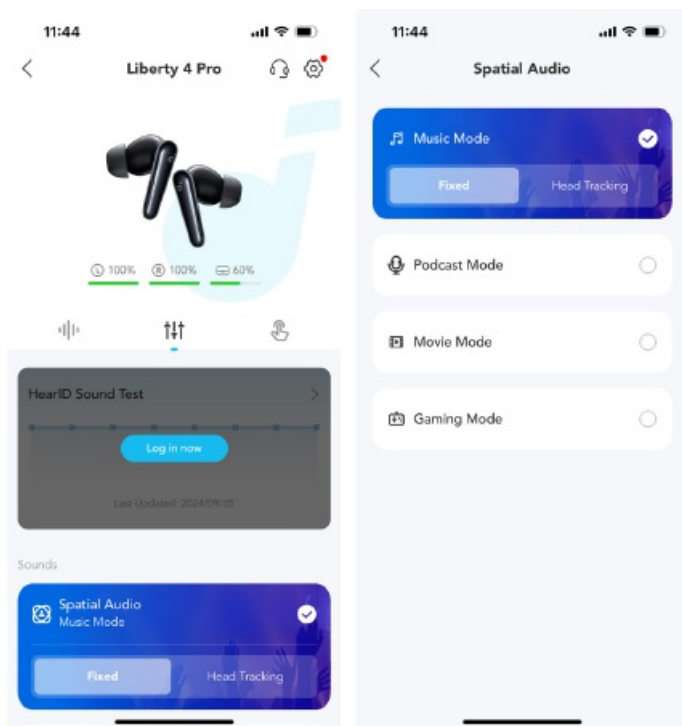 11:44
Liberty 4 Pro
L 100% R 100% 60%
HearID Sound Test
Log in now
Last Updated: 2024/09/05
Sounds
Spatial Audio
Music Mode
Fixed Head Tracking
11:44
Spatial Audio
Music Mode
Fixed Head Tracking
Podcast Mode
Movie Mode
Gaming Mode